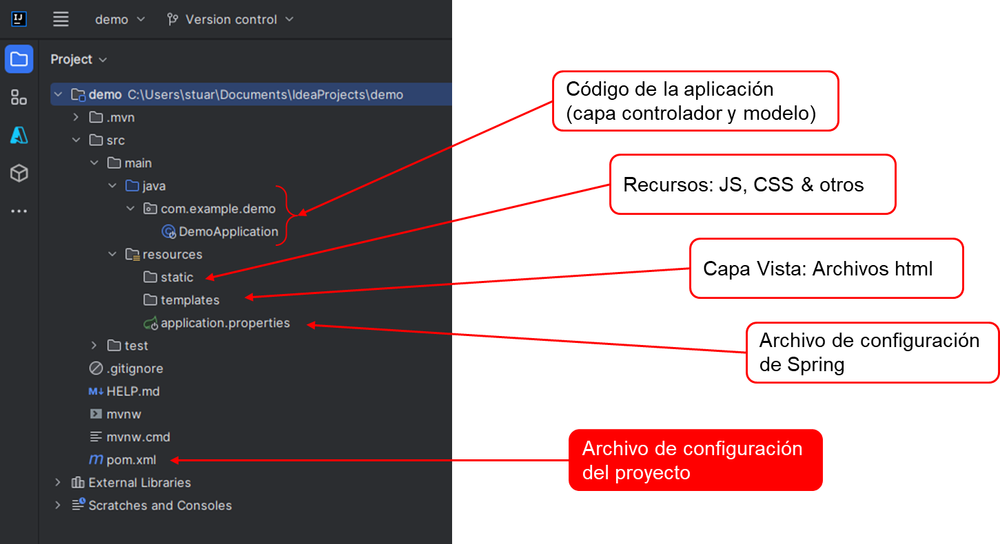 IJ
demo
Version control
Project
demo C:\Users\stuar\Documents\IdeaProjects\demo
.mvn
src
main
java
com.example.demo
DemoApplication
resources
static
templates
application.properties
test
.gitignore
M↓ HELP.md
mvnw
mvnw.cmd
m pom.xml
External Libraries
Scratches and Consoles
Código de la aplicación
(capa controlador y modelo)
Recursos: JS, CSS & otros
Capa Vista: Archivos html
Archivo de configuración
de Spring
Archivo de configuración
del proyecto